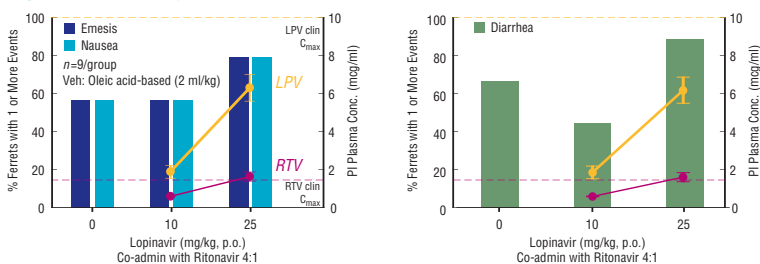 % Ferrets with 1 or More Events
100
80
60
40
20
0
Emesis
Nausea
n=9/group
Veh: Oleic acid-based (2 ml/kg)
LPV clin
Cmax
LPV
RTV
RTV clin
Cmax
10
8
6
4
2
0
PI Plasma Conc. (mcg/ml)
0
10
25
Lopinavir (mg/kg, p.o.)
Co-admin with Ritonavir 4:1
% Ferrets with 1 or More Events
100
80
60
40
20
0
Diarrhea
10
8
6
4
2
0
PI Plasma Conc. (mcg/ml)
0
10
25
Lopinavir (mg/kg, p.o.)
Co-admin with Ritonavir 4:1